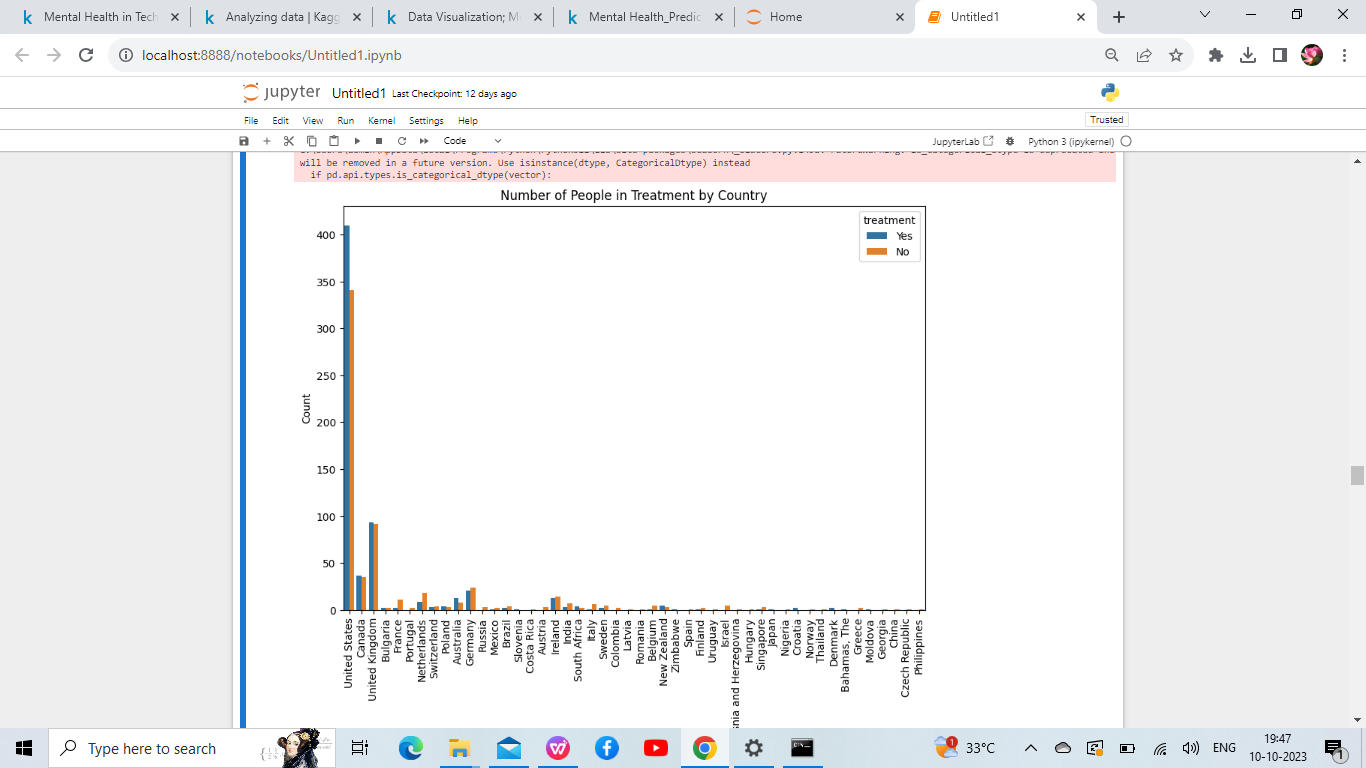 Mental Health in Tech
Analyzing data | Kagg
Data Visualization; M
Mental Health_Predic
Home
Untitled1
localhost:8888/notebooks/Untitled1.ipynb
jupyter Untitled1 Last Checkpoint: 12 days ago
File Edit View Run Kernel Settings Help
Trusted
Code
JupyterLab
Python 3 (ipykernel)
will be removed in a future version. Use isinstance(dtype, CategoricalDtype) instead
if pd.api.types.is_categorical_dtype(vector):
Number of People in Treatment by Country
treatment
Yes
No
Count
400
350
300
250
200
150
100
50
0
United States
Canada
United Kingdom
Bulgaria
France
Portugal
Netherlands
Switzerland
Poland
Australia
Germany
Russia
Mexico
Brazil
Slovenia
Costa Rica
Austria
Ireland
India
South Africa
Italy
Sweden
Colombia
Latvia
Romania
Belgium
New Zealand
Zimbabwe
Spain
Finland
Uruguay
Israel
nia and Herzegovina
Hungary
Singapore
Japan
Nigeria
Croatia
Norway
Thailand
Denmark
Bahamas, The
Greece
Moldova
Georgia
China
Czech Republic
Philippines
Type here to search
1
33°C
ENG
19:47
10-10-2023
1